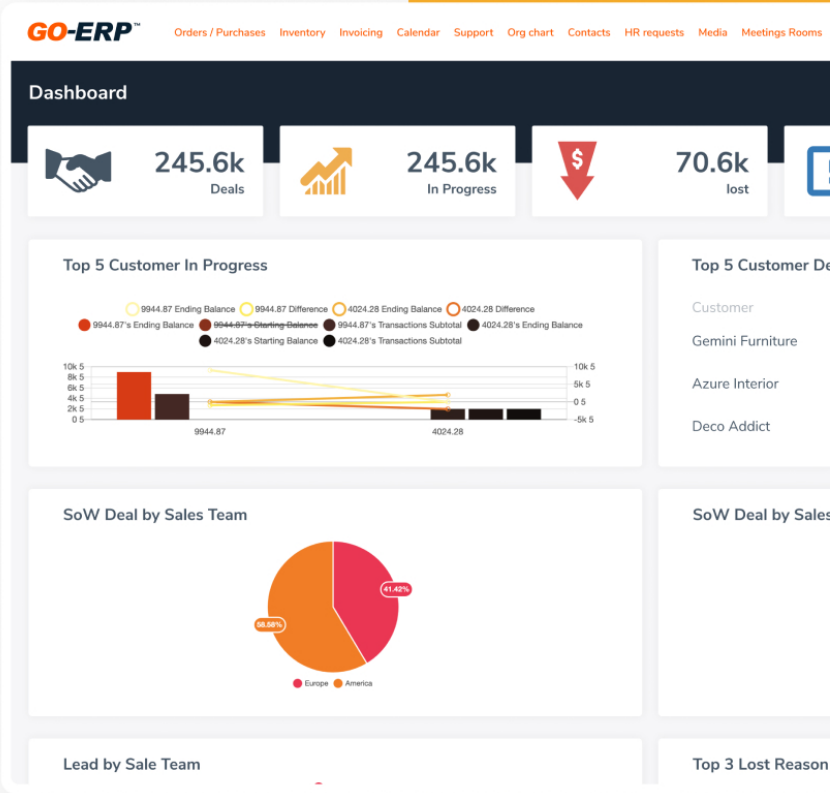 GO-ERP™
Orders / Purchases Inventory Invoicing Calendar Support Org chart Contacts HR requests Media Meetings Rooms
Dashboard
245.6k
Deals
245.6k
In Progress
$
70.6k
lost
Top 5 Customer In Progress
9944.87 Ending Balance 9944.87 Difference 4024.28 Ending Balance 4024.28 Difference
9944.87's Ending Balance 9944.87's Starting Balance 9944.87's Transactions Subtotal 4024.28's Ending Balance
4024.28's Starting Balance 4024.28's Transactions Subtotal
10k 5
8k 5
6k 5
4k 5
2k 5
0 5
10k 5
5k 5
0 5
-5k 5
9944.87 4024.28
Top 5 Customer De
Customer
Gemini Furniture
Azure Interior
Deco Addict
SoW Deal by Sales Team
41.42%
58.58%
Europe America
SoW Deal by Sales
Lead by Sale Team
Top 3 Lost Reason